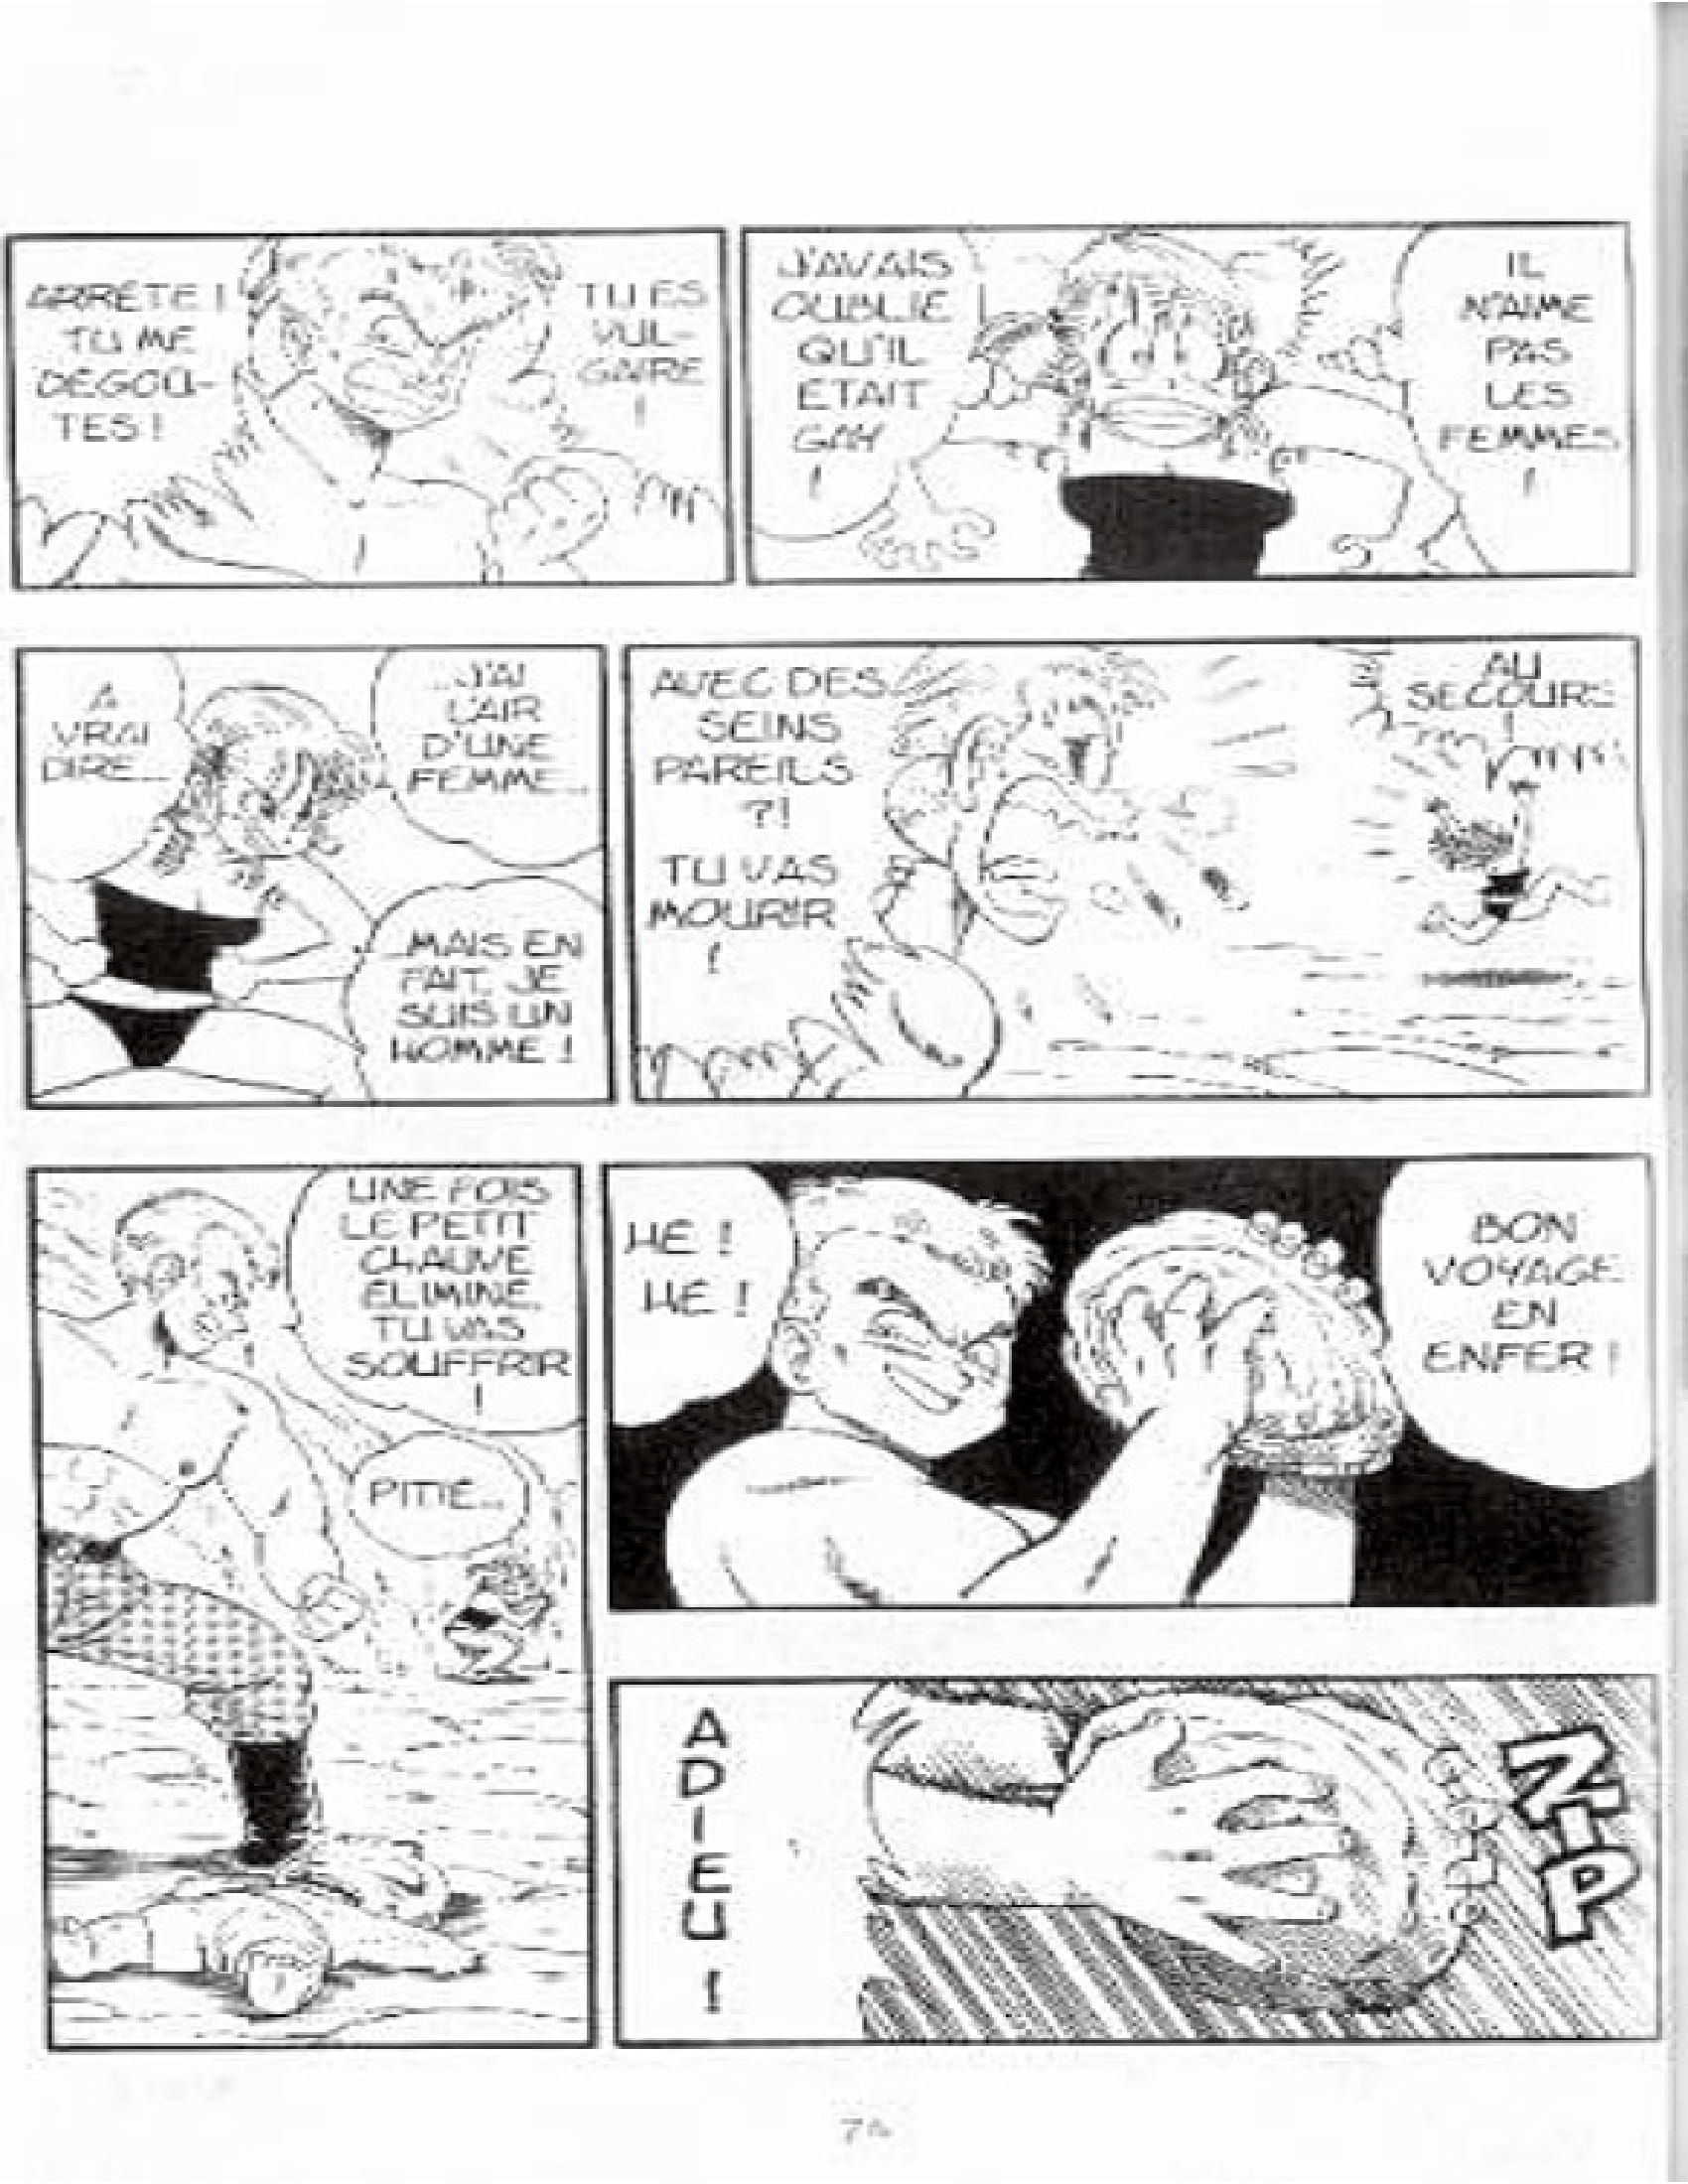 ARRÊTE !
TU ME
DÉGOÛ-
TES !
TU ES
VUL-
GAIRE
!
J'AVAIS
OUBLIÉ
QU'IL
ÉTAIT
GAY
!
IL
N'AIME
PAS
LES
FEMMES
!
À
VRAI
DIRE...
...J'AI
L'AIR
D'UNE
FEMME...
...MAIS EN
FAIT, JE
SUIS UN
HOMME !
AVEC DES
SEINS
PAREILS
?!
TU VAS
MOURIR
!
AU
SECOURS
!
UNE FOIS
LE PETIT
CHAUVE
ÉLIMINÉ,
TU VAS
SOUFFRIR
!
PITIÉ...
HÉ !
HÉ !
BON
VOYAGE
EN
ENFER !
A
D
I
E
U
!